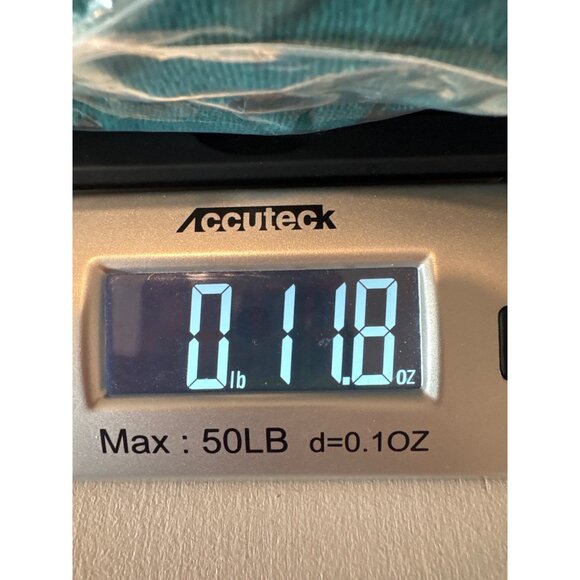 Accuteck
0 lb 11.8 oz
Max : 50LB d=0.1OZ